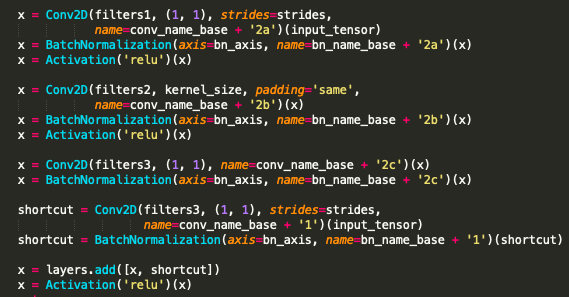 x = Conv2D(filters1, (1, 1), strides=strides,
name=conv_name_base + '2a')(input_tensor)
x = BatchNormalization(axis=bn_axis, name=bn_name_base + '2a')(x)
x = Activation('relu')(x)
x = Conv2D(filters2, kernel_size, padding='same',
name=conv_name_base + '2b')(x)
x = BatchNormalization(axis=bn_axis, name=bn_name_base + '2b')(x)
x = Activation('relu')(x)
x = Conv2D(filters3, (1, 1), name=conv_name_base + '2c')(x)
x = BatchNormalization(axis=bn_axis, name=bn_name_base + '2c')(x)
shortcut = Conv2D(filters3, (1, 1), strides=strides,
name=conv_name_base + '1')(input_tensor)
shortcut = BatchNormalization(axis=bn_axis, name=bn_name_base + '1')(shortcut)
x = layers.add([x, shortcut])
x = Activation('relu')(x)